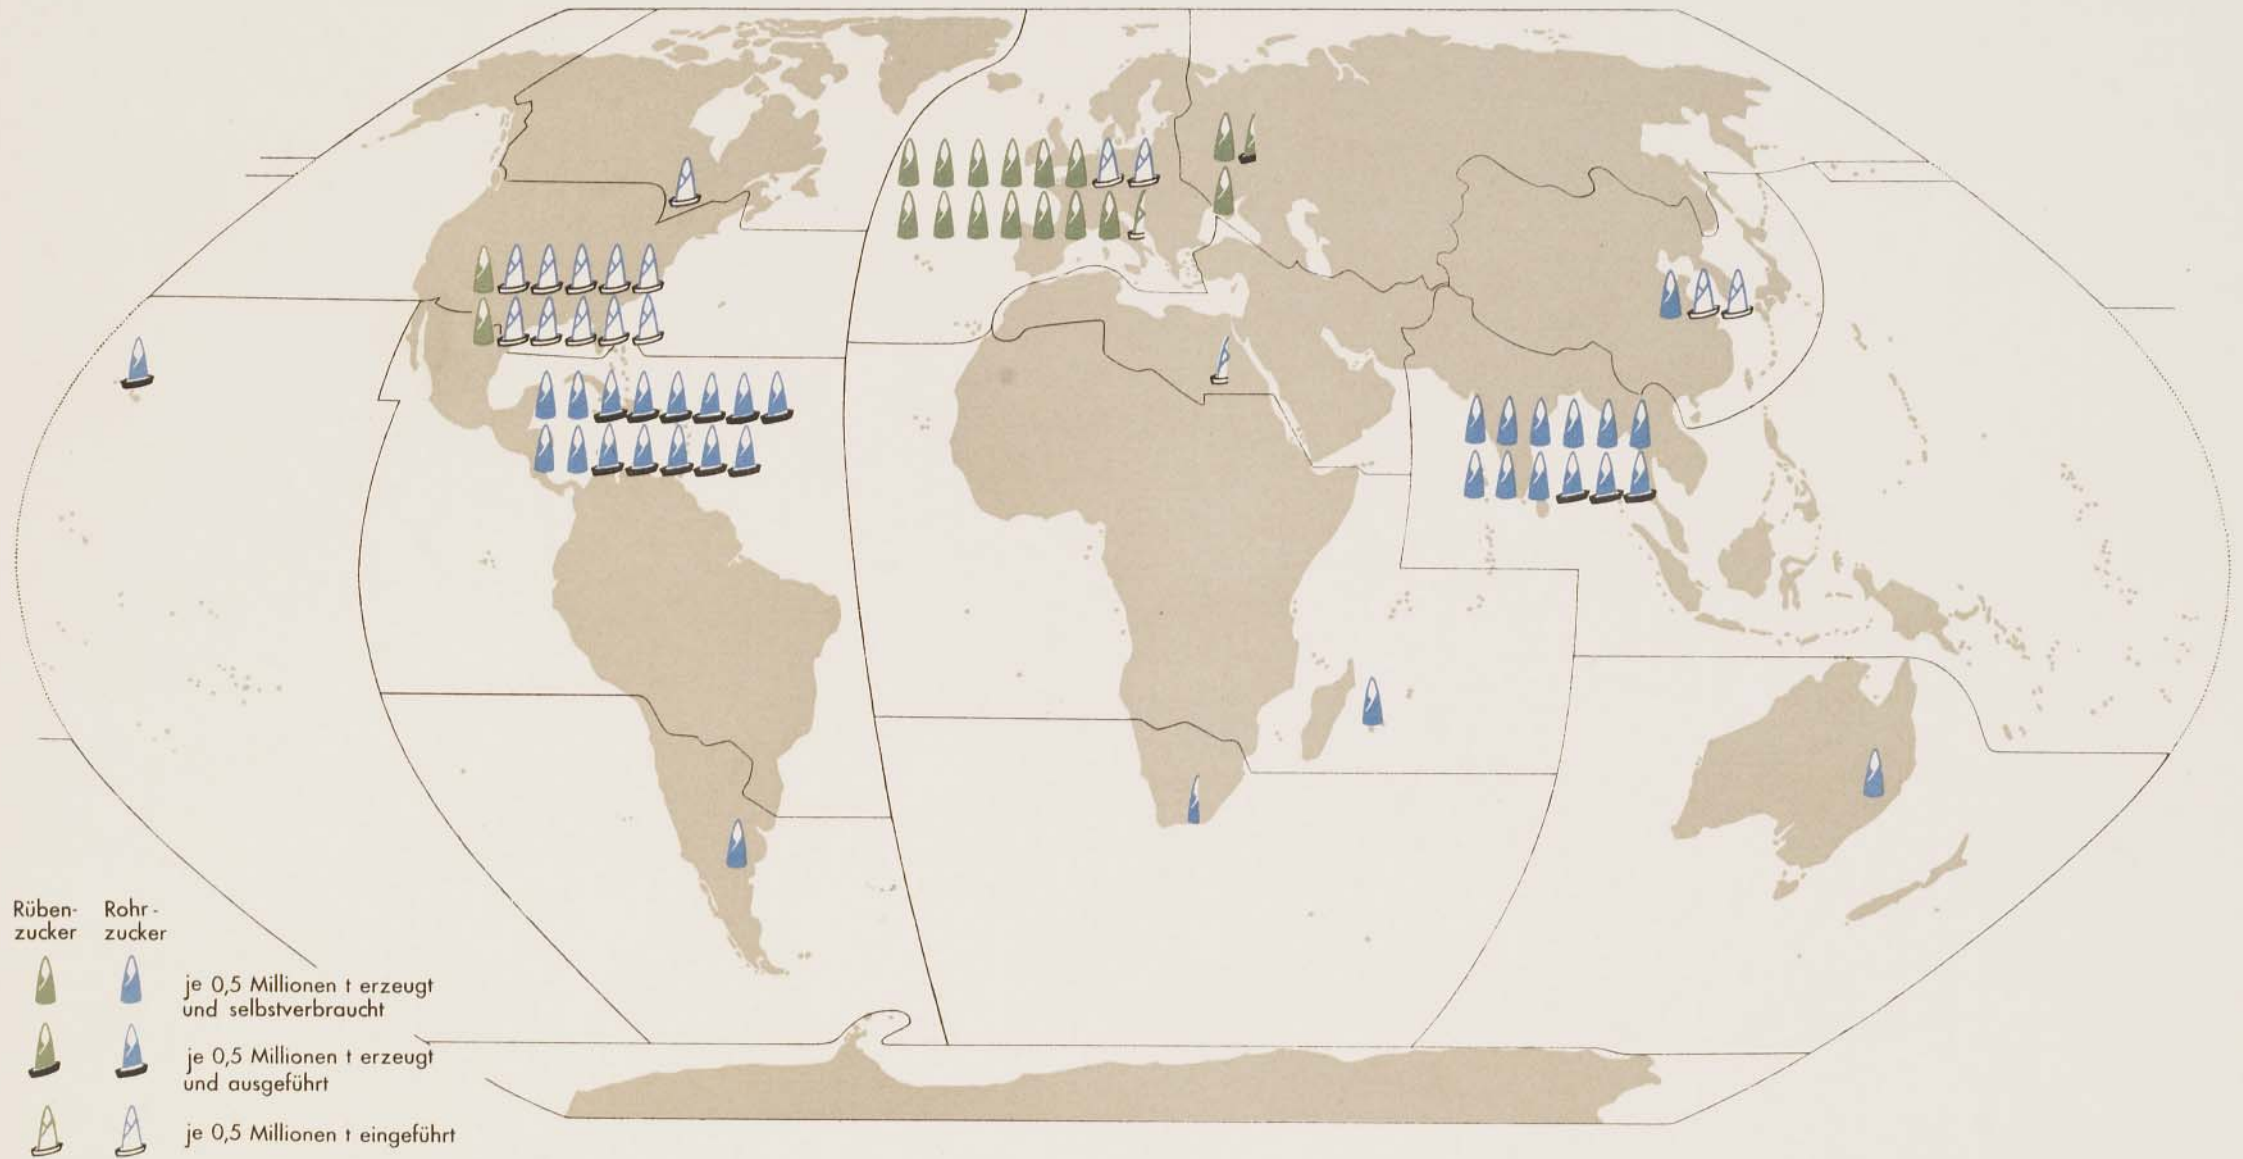 Rüben-
zucker
Rohr-
zucker
je 0,5 Millionen t erzeugt
und selbstverbraucht
je 0,5 Millionen t erzeugt
und ausgeführt
je 0,5 Millionen t eingeführt